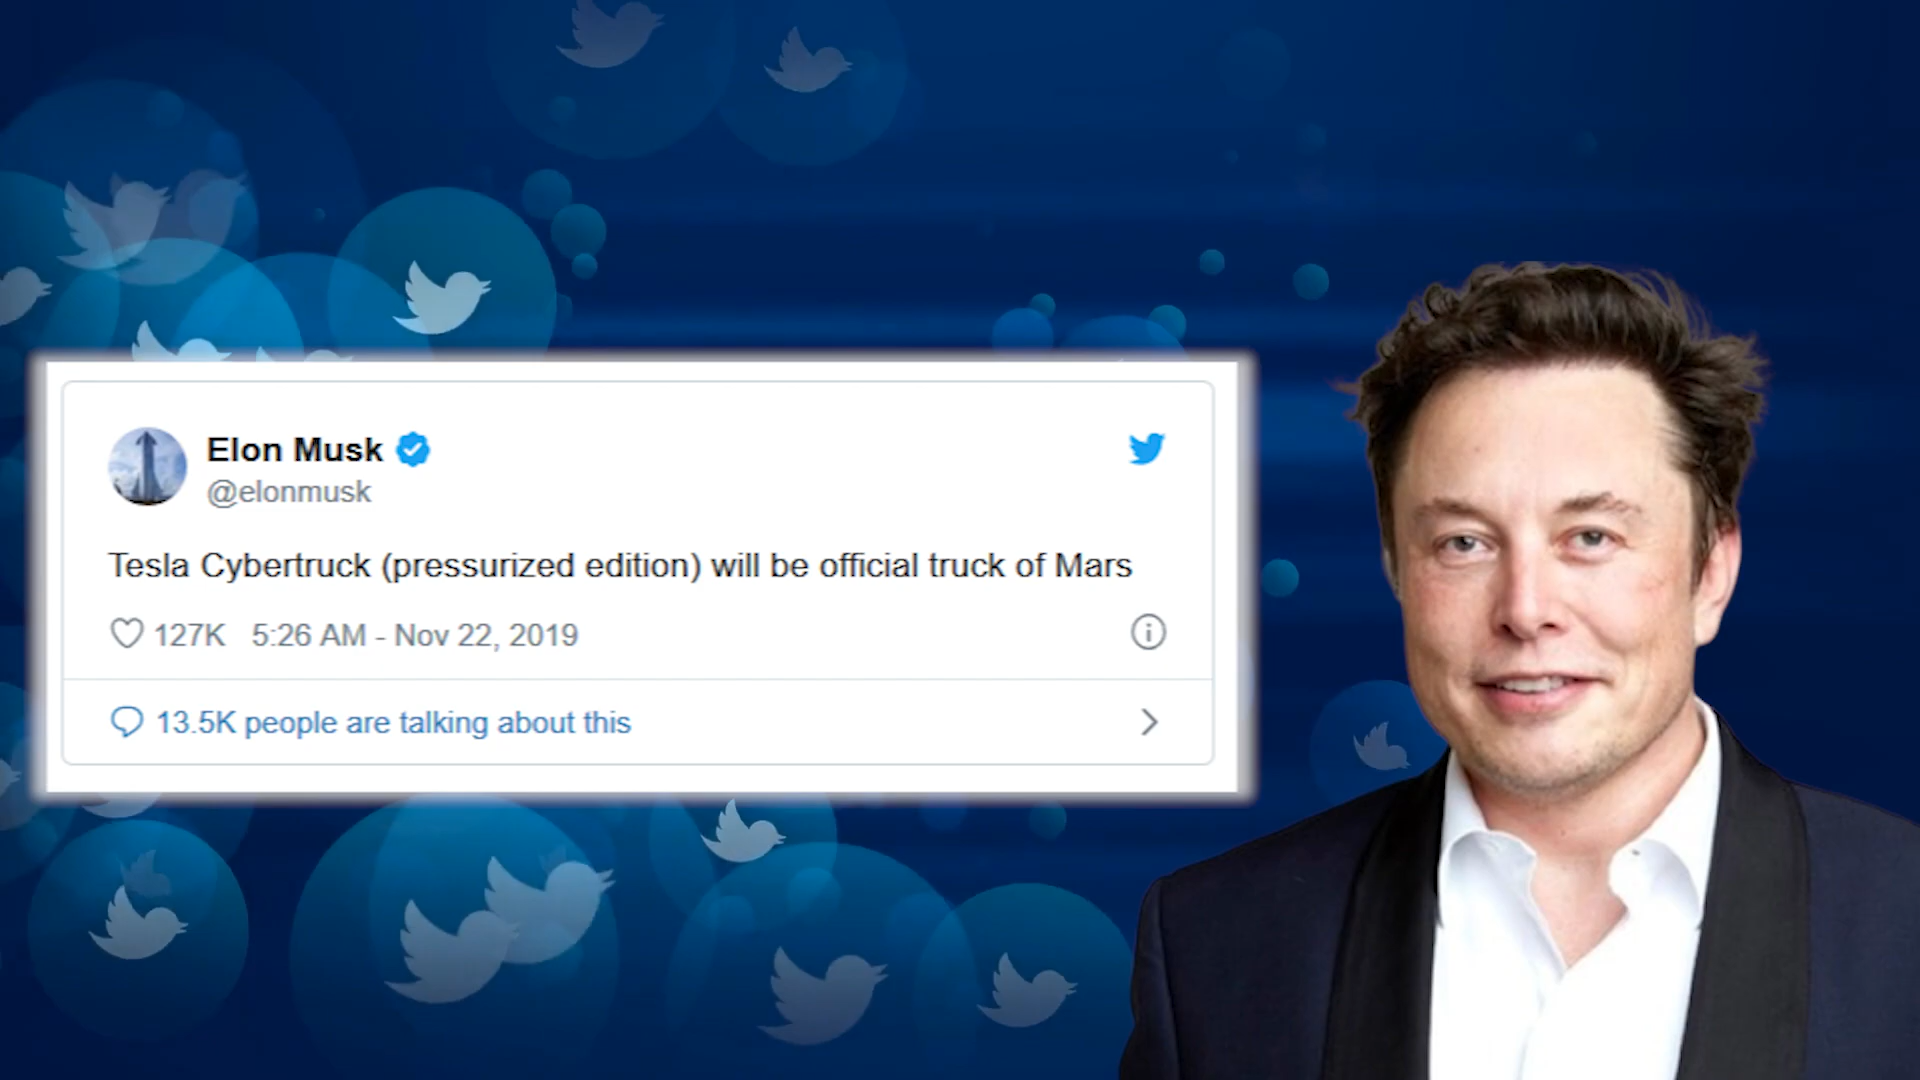 Elon Musk
@elonmusk
Tesla Cybertruck (pressurized edition) will be official truck of Mars
127K 5:26 AM - Nov 22, 2019
13.5K people are talking about this